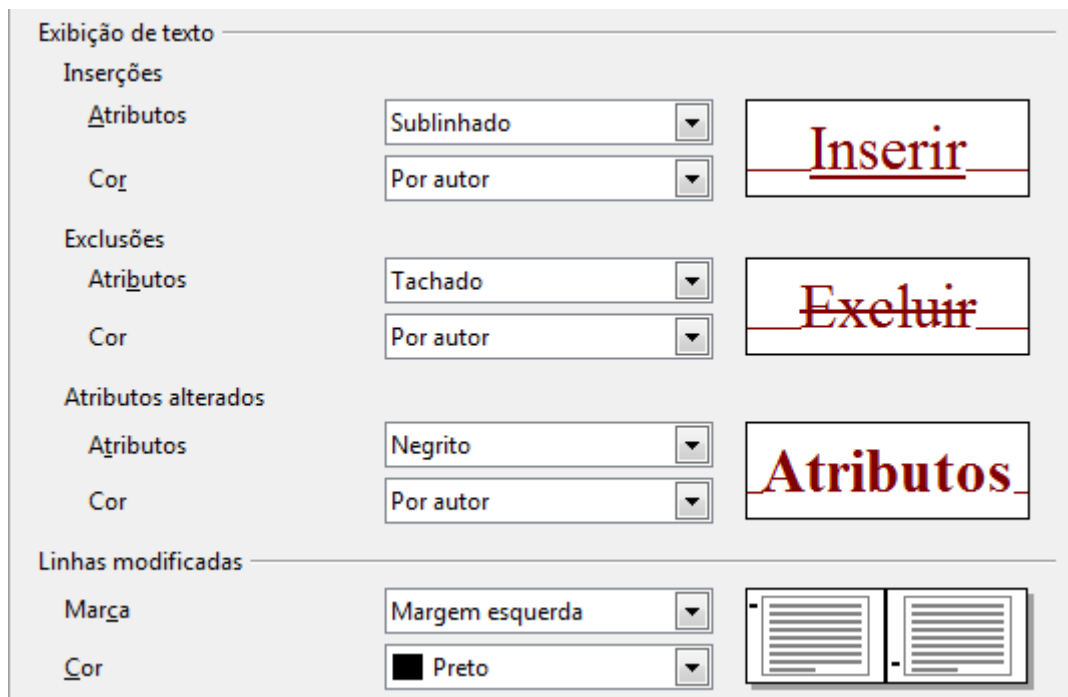 Exibição de texto
Inserções
Atributos Sublinhado Inserir
Cor Por autor
Exclusões
Atributos Tachado Excluir
Cor Por autor
Atributos alterados
Atributos Negrito Atributos
Cor Por autor
Linhas modificadas
Marça Margem esquerda
Cor Preto